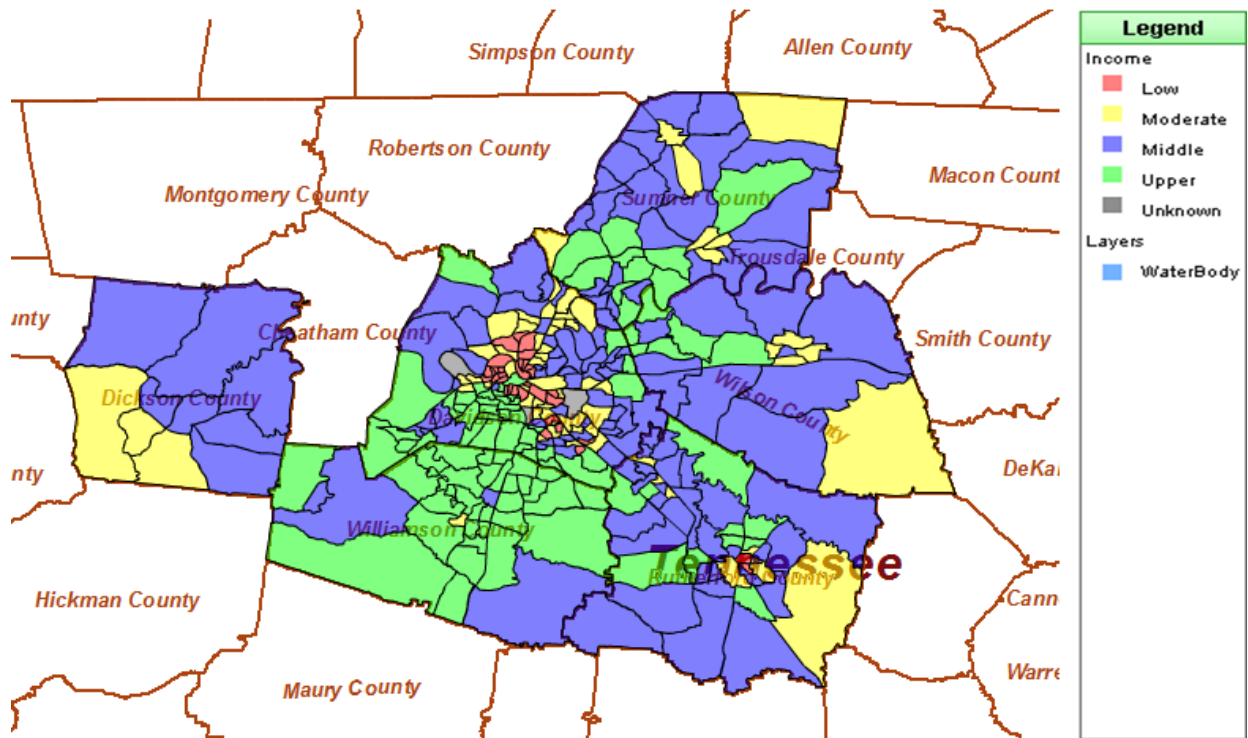 Simpson County
Allen County
Robertson County
Montgomery County
Macon Count
Sumner County
Trousdale County
unty
Cheatham County
Smith County
Dickson County
Wilson County
Davidson County
nty
DeKa
Williamson County
Tennessee
Rutherford County
Hickman County
Cann
Maury County
Warre
Legend
Income
Low
Moderate
Middle
Upper
Unknown
Layers
WaterBody